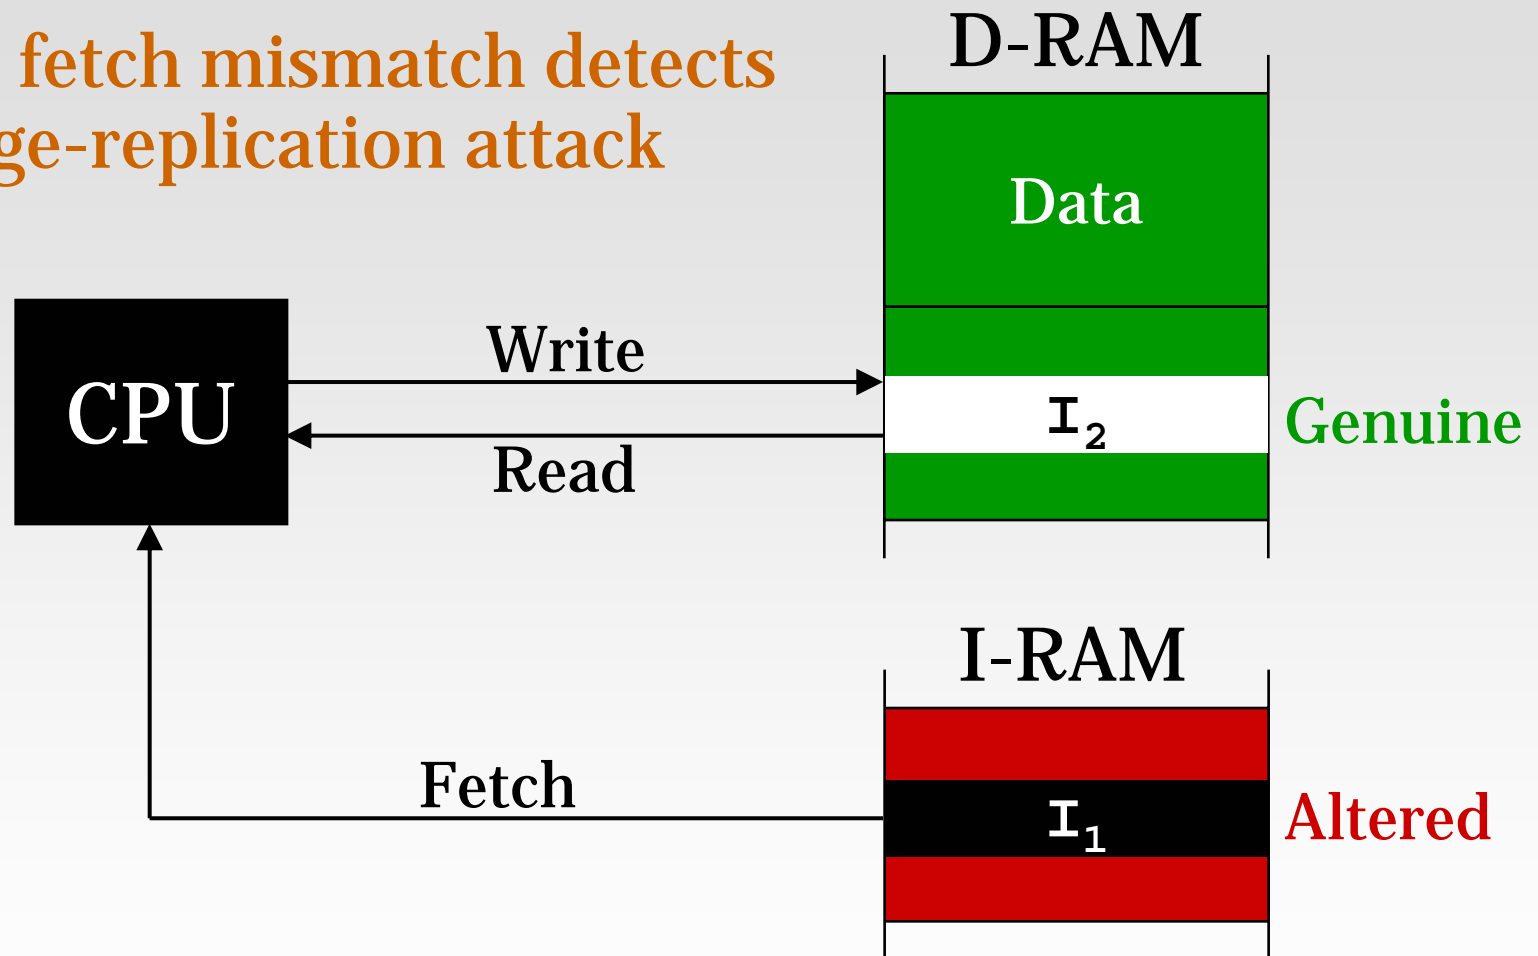 fetch mismatch detects
ge-replication attack
D-RAM
Data
CPU
Write
I₂
Genuine
Read
I-RAM
Fetch
I₁
Altered